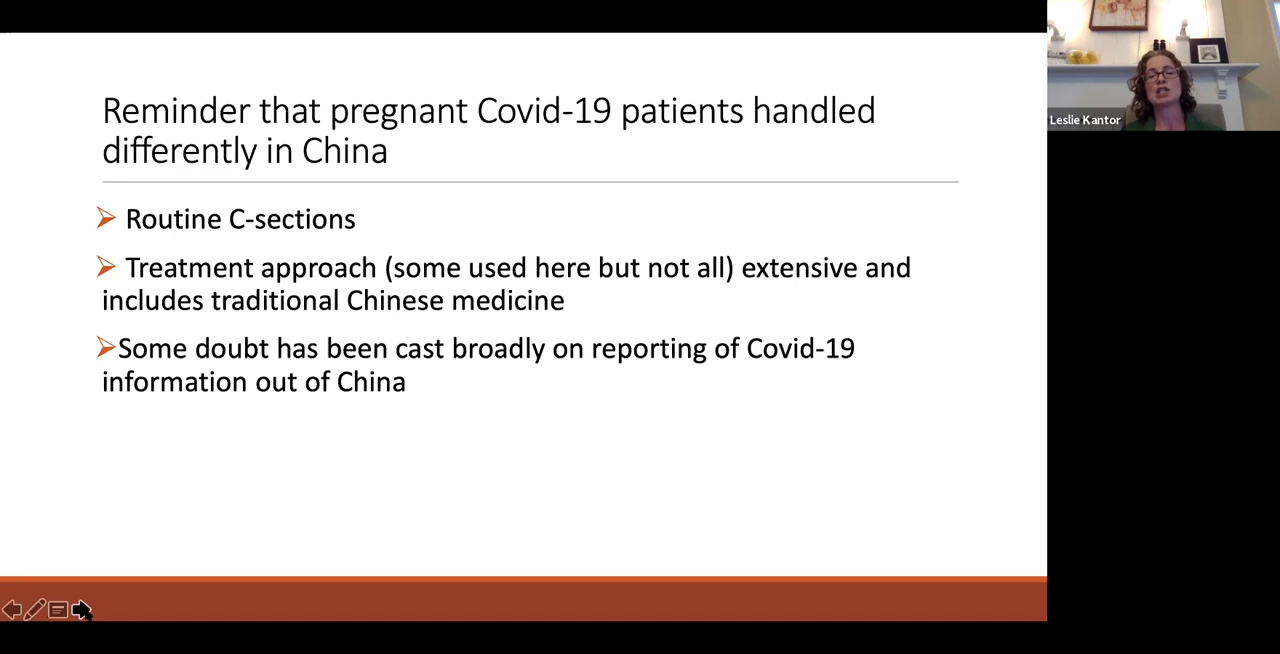 Reminder that pregnant Covid-19 patients handled
differently in China
➢ Routine C-sections
➢ Treatment approach (some used here but not all) extensive and
includes traditional Chinese medicine
➢Some doubt has been cast broadly on reporting of Covid-19
information out of China
Leslie Kantor